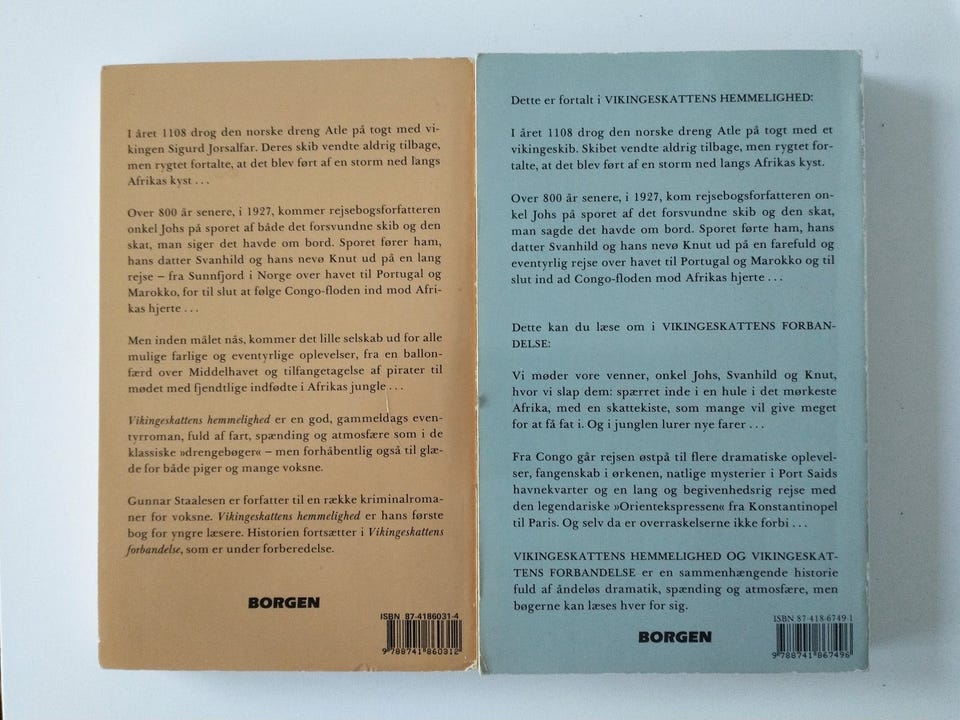 I året 1108 drog den norske dreng Atle på togt med vi-
kingen Sigurd Jorsalfar. Deres skib vendte aldrig tilbage,
men rygtet fortalte, at det blev ført af en storm ned langs
Afrikas kyst . . .
Over 800 år senere, i 1927, kommer rejsebogsforfatteren
onkel Johs på sporet af både det forsvundne skib og den
skat, man siger det havde om bord. Sporet fører ham,
hans datter Svanhild og hans nevø Knut ud på en lang
rejse – fra Sunnfjord i Norge over havet til Portugal og
Marokko, for til slut at følge Congo-floden ind mod Afri-
kas hjerte . . .
Men inden målet nås, kommer det lille selskab ud for alle
mulige farlige og eventyrlige oplevelser, fra en ballon-
færd over Middelhavet og tilfangetagelse af pirater til
mødet med fjendtlige indfødte i Afrikas jungle . . .
Vikingeskattens hemmelighed er en god, gammeldags even-
tyrroman, fuld af fart, spænding og atmosfære som i de
klassiske »drengebøger« – men forhåbentlig også til glæ-
de for både piger og mange voksne.
Gunnar Staalesen er forfatter til en række kriminalroma-
ner for voksne. Vikingeskattens hemmelighed er hans første
bog for yngre læsere. Historien fortsætter i Vikingeskattens
forbandelse, som er under forberedelse.
BORGEN
ISBN 87-4186031-4
9788741860312
Dette er fortalt i VIKINGESKATTENS HEMMELIGHED:
I året 1108 drog den norske dreng Atle på togt med et
vikingeskib. Skibet vendte aldrig tilbage, men rygtet for-
talte, at det blev ført af en storm ned langs Afrikas kyst.
Over 800 år senere, i 1927, kom rejsebogsforfatteren on-
kel Johs på sporet af det forsvundne skib og den skat,
man sagde det havde om bord. Sporet førte ham, hans
datter Svanhild og hans nevø Knut ud på en farefuld og
eventyrlig rejse over havet til Portugal og Marokko og til
slut ind ad Congo-floden mod Afrikas hjerte . . .
Dette kan du læse om i VIKINGESKATTENS FORBAN-
DELSE:
Vi møder vore venner, onkel Johs, Svanhild og Knut,
hvor vi slap dem: spærret inde i en hule i det mørkeste
Afrika, med en skattekiste, som mange vil give meget
for at få fat i. Og i junglen lurer nye farer . . .
Fra Congo går rejsen østpå til flere dramatiske oplevel-
ser, fangenskab i ørkenen, natlige mysterier i Port Saids
havnekvarter og en lang og begivenhedsrig rejse med
den legendariske »Orientekspressen« fra Konstantinopel
til Paris. Og selv da er overraskelserne ikke forbi . . .
VIKINGESKATTENS HEMMELIGHED OG VIKINGESKAT-
TENS FORBANDELSE er en sammenhængende historie
fuld af åndeløs dramatik, spænding og atmosfære, men
bøgerne kan læses hver for sig.
BORGEN
ISBN 87-418-6749-1
9788741867496